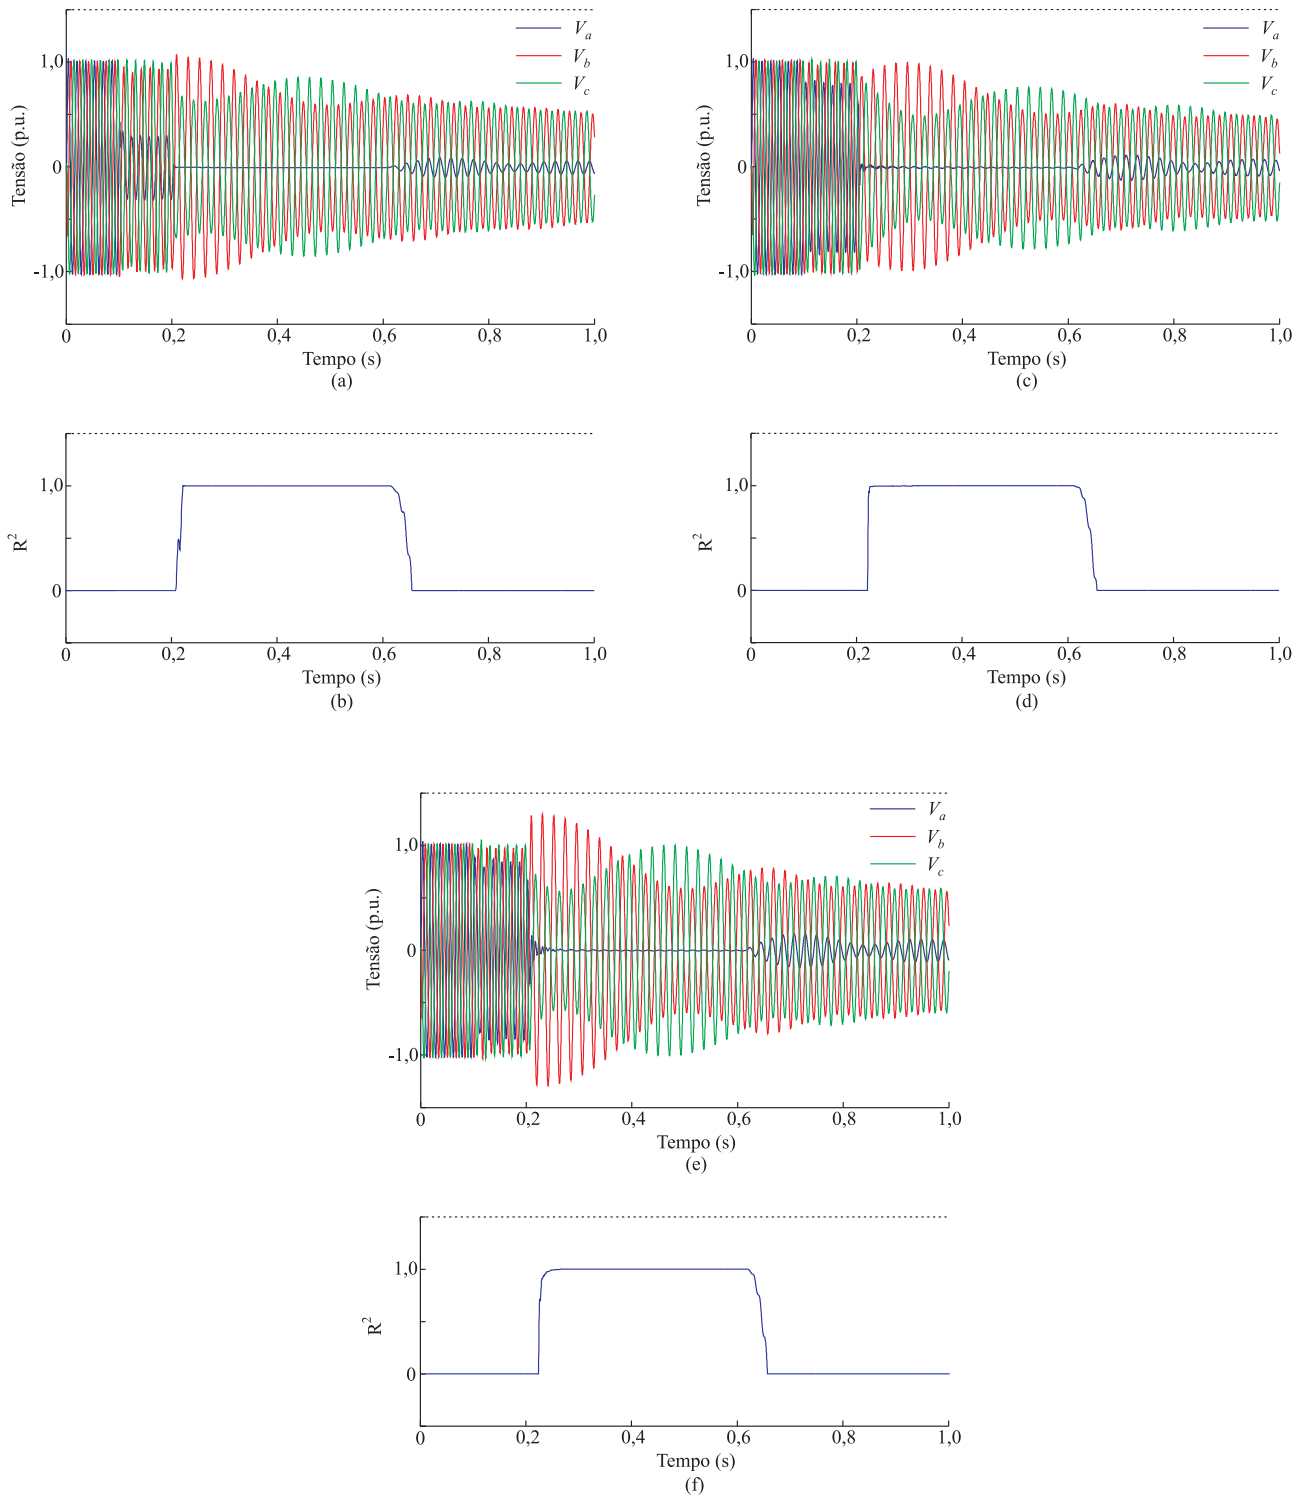 V_a
V_b
V_c
1,0
0
-1,0
Tensão (p.u.)
0 0,2 0,4 0,6 0,8 1,0
Tempo (s)
(a)
V_a
V_b
V_c
1,0
0
-1,0
Tensão (p.u.)
0 0,2 0,4 0,6 0,8 1,0
Tempo (s)
(c)
1,0
0
R²
0 0,2 0,4 0,6 0,8 1,0
Tempo (s)
(b)
1,0
0
R²
0 0,2 0,4 0,6 0,8 1,0
Tempo (s)
(d)
V_a
V_b
V_c
1,0
0
-1,0
Tensão (p.u.)
0 0,2 0,4 0,6 0,8 1,0
Tempo (s)
(e)
1,0
0
R²
0 0,2 0,4 0,6 0,8 1,0
Tempo (s)
(f)